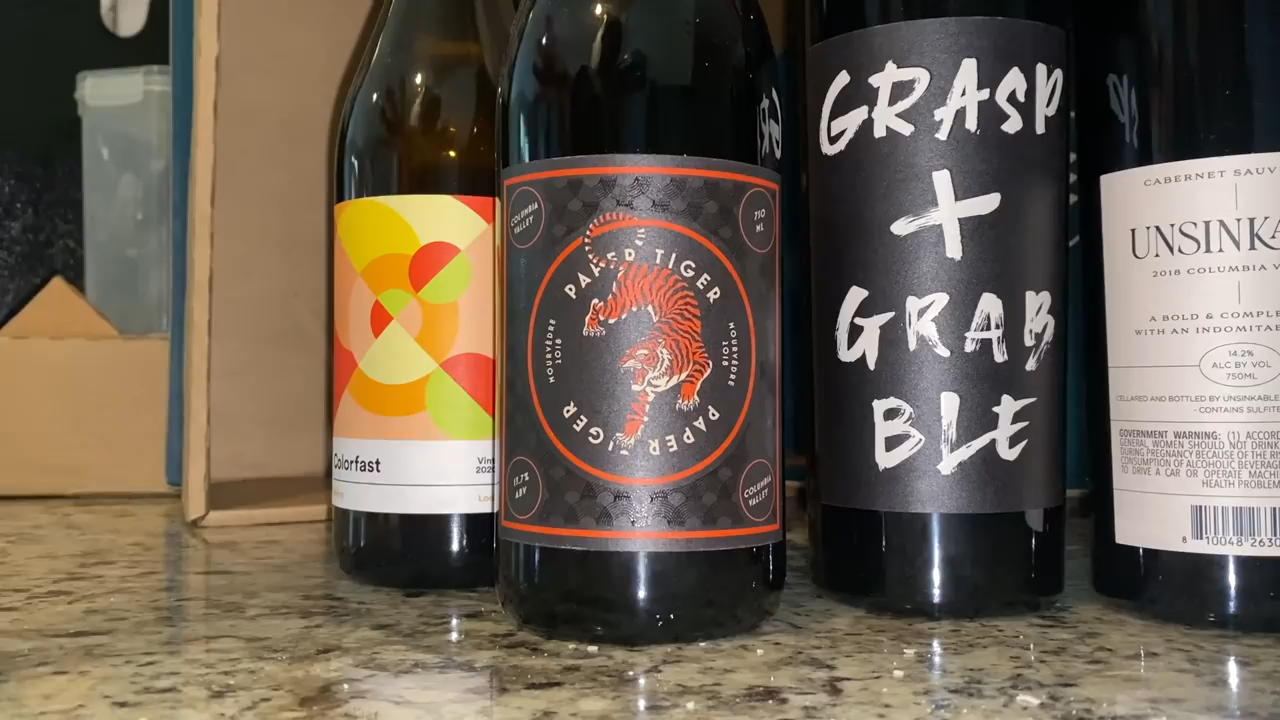 Colorfast
Vint
2020
COLUMBIA
VALLEY
750
ML
PAPER TIGER
MOURVÈDRE
2018
MOURVÈDRE
2018
PAPER TIGER
13.7%
ABV
COLUMBIA
VALLEY
GRASP
+
GRAB
BLE
CABERNET SAUV
UNSINKA
2018 COLUMBIA V
A BOLD & COMPLE
WITH AN INDOMITA
14.2%
ALC BY VOL
750ML
CELLARED AND BOTTLED BY UNSINKABLE
- CONTAINS SULFITE
GOVERNMENT WARNING: (1) ACCORD
GENERAL, WOMEN SHOULD NOT DRINK
DURING PREGNANCY BECAUSE OF THE RIS
CONSUMPTION OF ALCOHOLIC BEVERAGE
TO DRIVE A CAR OR OPERATE MACHI
HEALTH PROBLEM
8 10048 2630